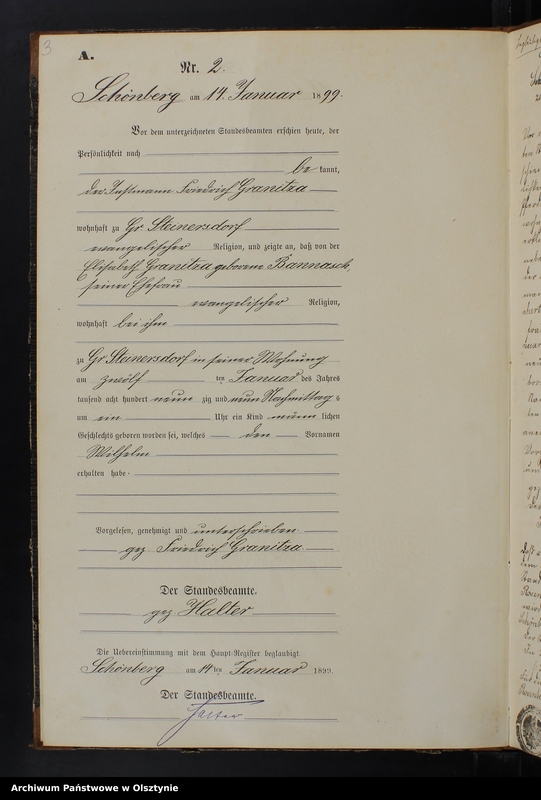 3
A.
Nr. 2.
Schönberg am 14. Januar 1899.
Vor dem unterzeichneten Standesbeamten erschien heute, der
Persönlichkeit nach
be kannt,
der Instmann Friedrich Granitza
wohnhaft zu Gr Steinersdorf
evangelischer Religion, und zeigte an, daß von der
Elisabeth Granitza geborene Bannasch,
seiner Ehefrau
evangelischer Religion,
wohnhaft bei ihm
zu Gr Steinersdorf in seiner Wohnung
am zwölf ten Januar des Jahres
tausend acht hundert neun zig und neun Nachmittag s
um ein Uhr ein Kind männ lichen
Geschlechts geboren worden sei, welches den Vornamen
Wilhelm
erhalten habe.
Vorgelesen, genehmigt und unterschrieben
gez. Friedrich Granitza
Der Standesbeamte.
gez Halter
Die Uebereinstimmung mit dem Haupt-Register beglaubigt
Schönberg am 14 ten Januar 1899.
Der Standesbeamte.
Halter
Archiwum Państwowe w Olsztynie